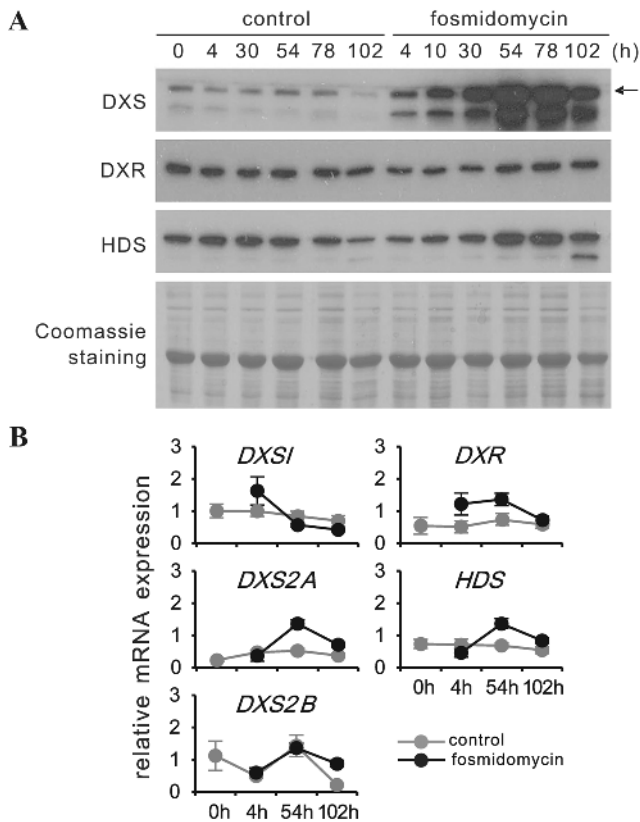 A
control fosmidomycin
0 4 30 54 78 102 4 10 30 54 78 102 (h)
DXS
DXR
HDS
Coomassie
staining
B
relative mRNA expression
3 DXSI 3 DXR
2 2
1 1
0 0
3 DXS2A 3 HDS
2 2
1 1
0 0
0h 4h 54h 102h
3 DXS2B
2
1
0
0h 4h 54h 102h
control
fosmidomycin